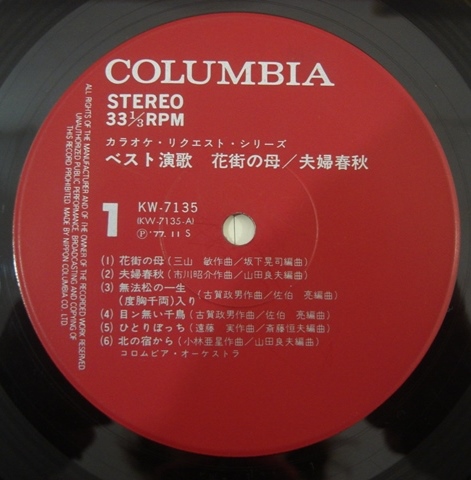 COLUMBIA
STEREO
33 1/3 RPM
カラオケ・リクエスト・シリーズ
ベスト演歌 花街の母／夫婦春秋
1
KW-7135
(KW-7135-A)
Ⓟ '77. 11 S
(1) 花街の母(三山 敏作曲／坂下晃司編曲)
(2) 夫婦春秋(市川昭介作曲／山田良夫編曲)
(3) 無法松の一生
(度胸千両)入り (古賀政男作曲／佐伯 亮編曲)
(4) 目ン無い千鳥 (古賀政男作曲／佐伯 亮編曲)
(5) ひとりぼっち(遠藤 実作曲／斎藤恒夫編曲)
(6) 北の宿から(小林亜星作曲／山田良夫編曲)
コロムビア・オーケストラ
ALL RIGHTS OF THE MANUFACTURER AND OF THE OWNER OF THE RECORDED WORK RESERVED
UNAUTHORIZED PUBLIC PERFORMANCE, BROADCASTING AND COPYING OF
THIS RECORD PROHIBITED. MADE BY NIPPON COLUMBIA CO. LTD.